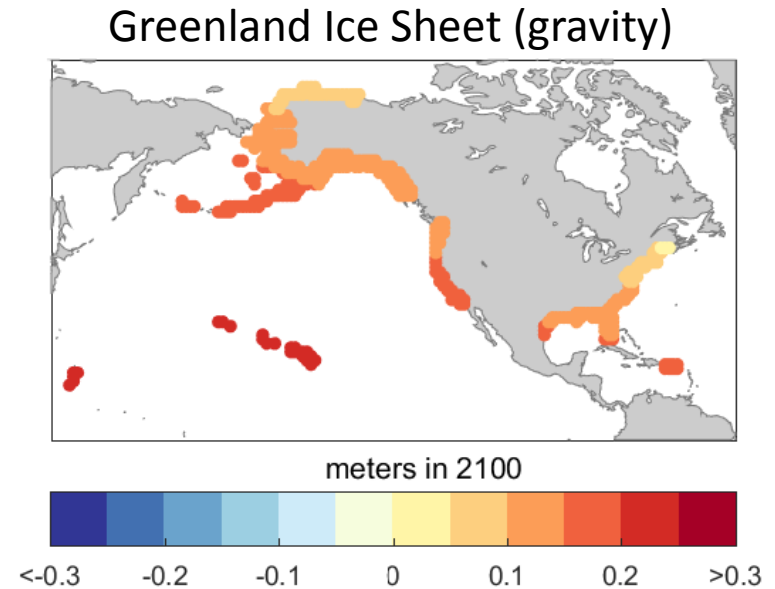 Greenland Ice Sheet (gravity)
meters in 2100
<-0.3 -0.2 -0.1 0 0.1 0.2 >0.3